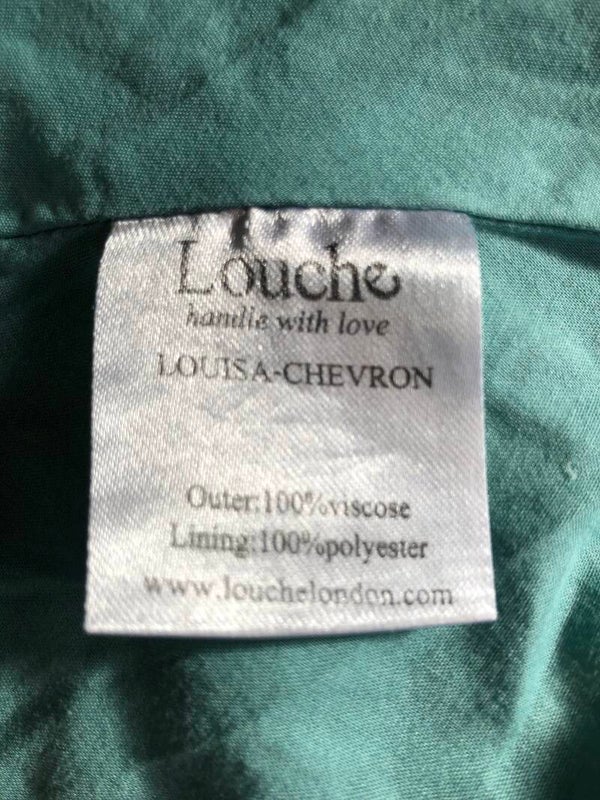 Louche
handle with love
LOUISA-CHEVRON
Outer:100%viscose
Lining:100%polyester
www.louchelondon.com